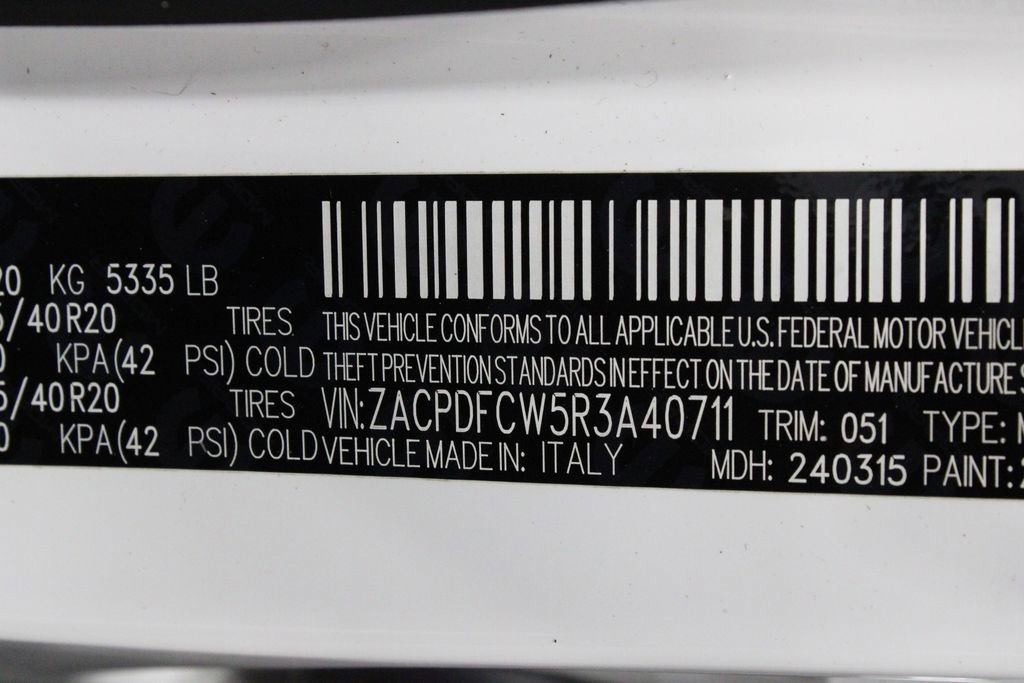 20 KG 5335 LB
5/40R20 TIRES THIS VEHICLE CONFORMS TO ALL APPLICABLE U.S. FEDERAL MOTOR VEHICL
0 KPA(42 PSI) COLD THEFT PREVENTION STANDARDS IN EFFECT ON THE DATE OF MANUFACTURE S
5/40R20 TIRES VIN:ZACPDFCW5R3A40711 TRIM: 051 TYPE:
0 KPA(42 PSI) COLD VEHICLE MADE IN: ITALY MDH: 240315 PAINT:2